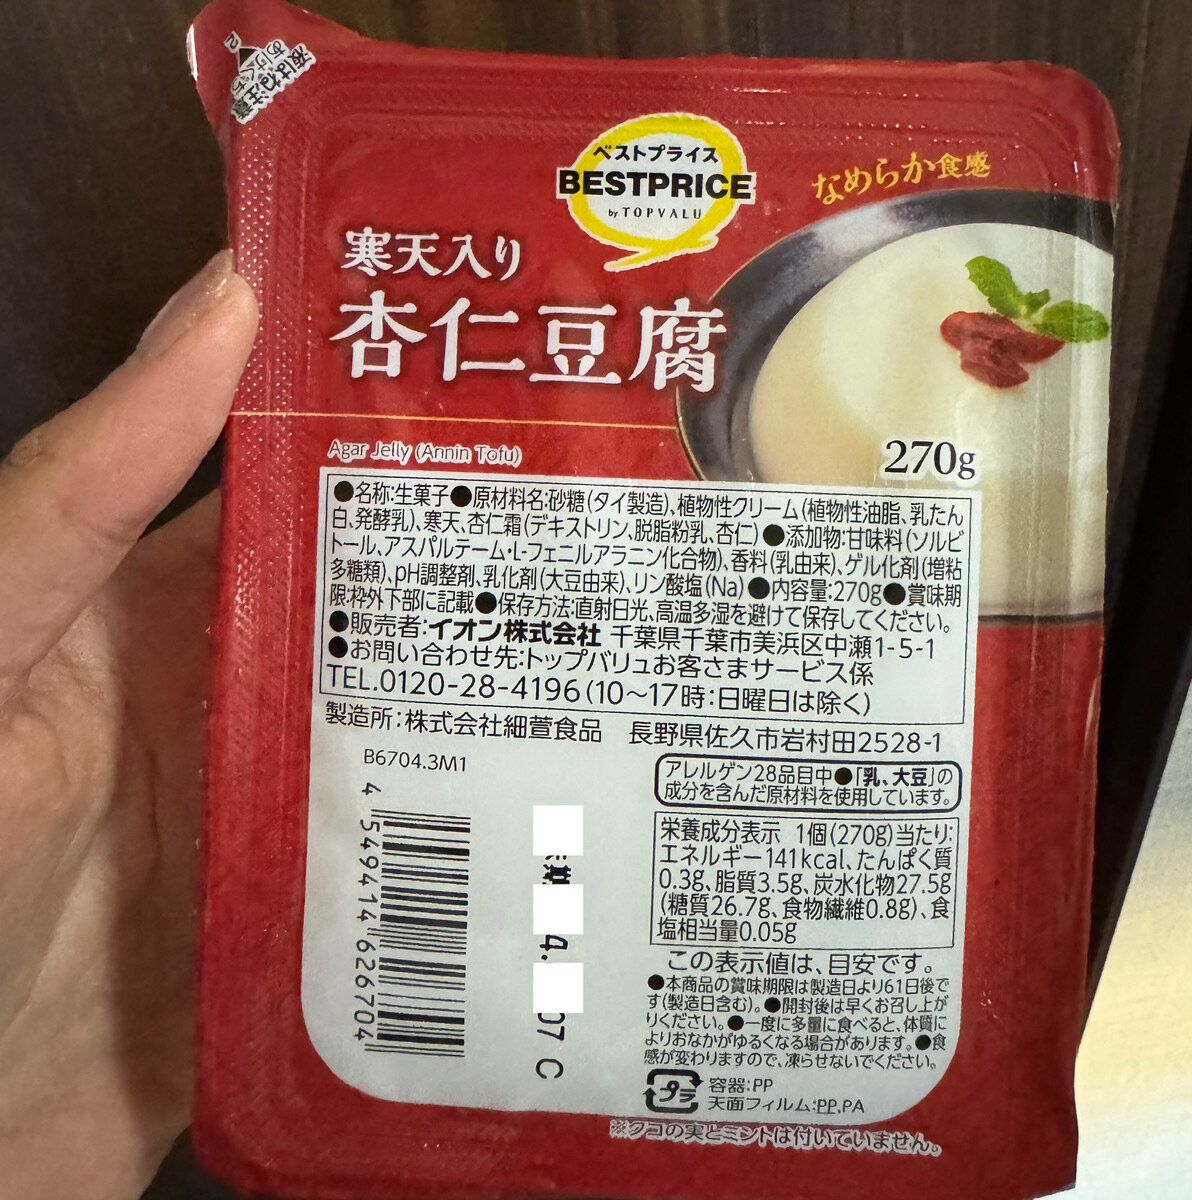 液はね注意
あけくち
ベストプライス
BESTPRICE
by TOPVALU
なめらか食感
寒天入り
杏仁豆腐
Agar Jelly (Annin Tofu)
270g
●名称:生菓子●原材料名:砂糖(タイ製造)、植物性クリーム(植物性油脂、乳たん
白、発酵乳)、寒天、杏仁霜(デキストリン、脱脂粉乳、杏仁)●添加物:甘味料(ソルビ
トール、アスパルテーム・L-フェニルアラニン化合物)、香料(乳由来)、ゲル化剤(増粘
多糖類)、pH調整剤、乳化剤(大豆由来)、リン酸塩(Na)●内容量:270g●賞味期
限:枠外下部に記載●保存方法:直射日光、高温多湿を避けて保存してください。
●販売者:イオン株式会社 千葉県千葉市美浜区中瀬1-5-1
●お問い合わせ先:トップバリュお客さまサービス係
TEL.0120-28-4196(10～17時:日曜日は除く)
製造所:株式会社細萱食品 長野県佐久市岩村田2528-1
B6704.3M1
アレルゲン28品目中●「乳、大豆」の
成分を含んだ原材料を使用しています。
栄養成分表示 1個(270g)当たり:
エネルギー141kcal、たんぱく質
0.3g、脂質3.5g、炭水化物27.5g
(糖質26.7g、食物繊維0.8g)、食
塩相当量0.05g
この表示値は、目安です。
●本商品の賞味期限は製造日より61日後で
す(製造日含む)。●開封後は早くお召し上が
りください。●一度に多量に食べると、体質に
よりおなかがゆるくなる場合があります。●食
感が変わりますので、凍らせないでください。
プラ
容器:PP
天面フィルム:PP,PA
※クコの実とミントは付いていません。
4 549414 626704
4.
07 C